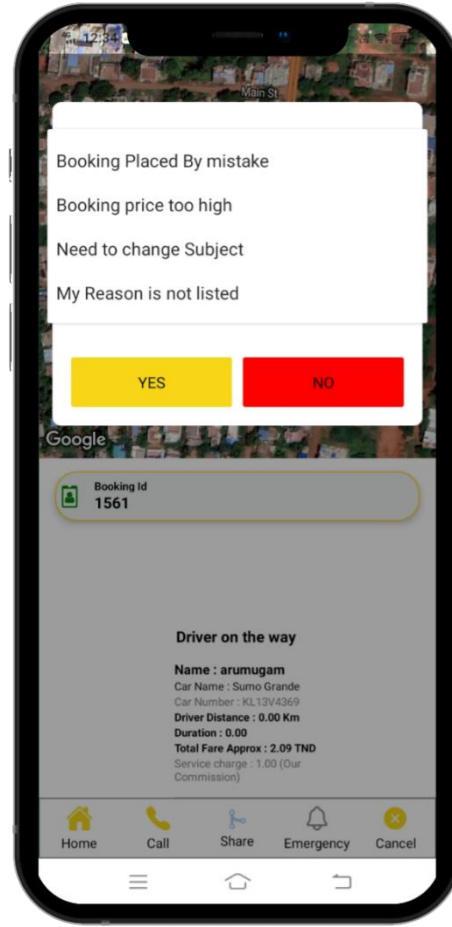 12:34
Main St
Booking Placed By mistake
Booking price too high
Need to change Subject
My Reason is not listed
YES
NO
Google
Booking Id
1561
Driver on the way
Name : arumugam
Car Name : Sumo Grande
Car Number : KL13V4369
Driver Distance : 0.00 Km
Duration : 0.00
Total Fare Approx : 2.09 TND
Service charge : 1.00 (Our
Commission)
Home
Call
Share
Emergency
Cancel